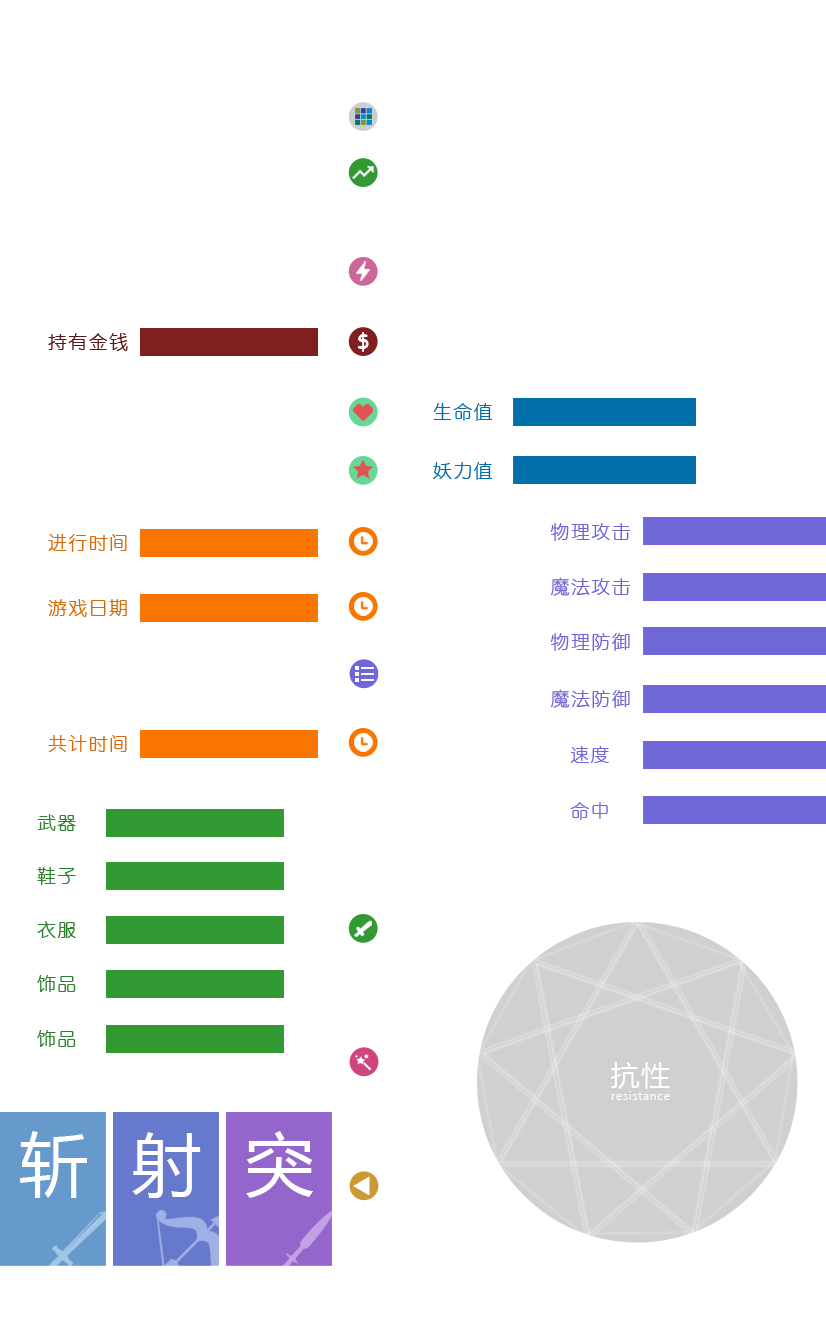 持有金钱
$
生命值
妖力值
进行时间
游戏日期
共计时间
物理攻击
魔法攻击
物理防御
魔法防御
速度
命中
武器
鞋子
衣服
饰品
饰品
抗性
resistance
斩
射
突